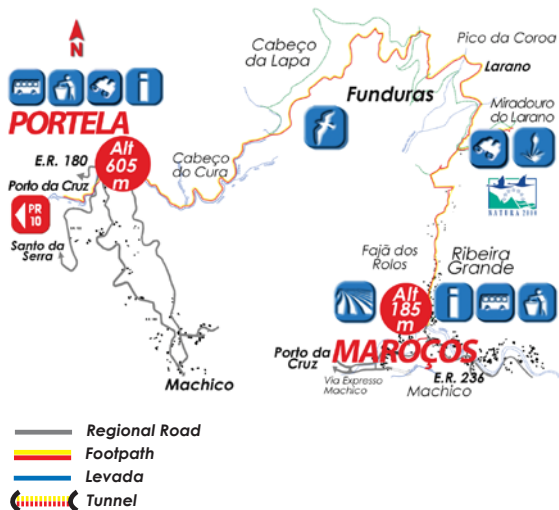 N
Pico da Coroa
Cabeço
da Lapa
Larano
Funduras
Miradouro
do Larano
PORTELA
Alt
605
m
E.R. 180
Cabeço
do Cura
Porto da Cruz
PR
10
NATURA 2000
Santo da
Serra
Fajã dos
Rolos
Ribeira
Grande
Alt
185
m
MAROÇOS
Porto da
Cruz
E.R. 236
Via Expresso
Machico
Machico
Machico
Regional Road
Footpath
Levada
Tunnel